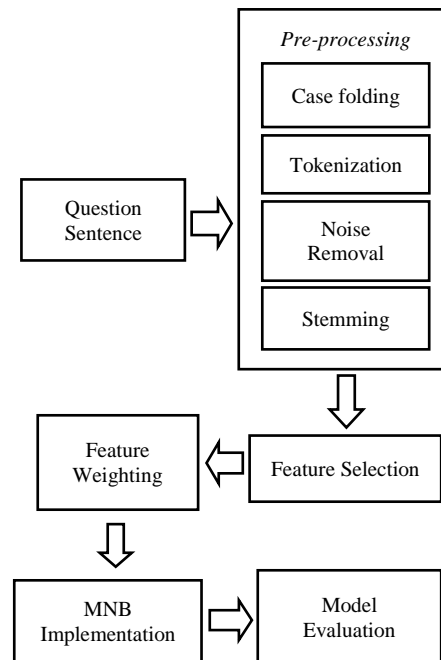 Pre-processing
Case folding
Tokenization
Question
Sentence
Noise
Removal
Stemming
Feature
Weighting
Feature Selection
MNB
Implementation
Model
Evaluation